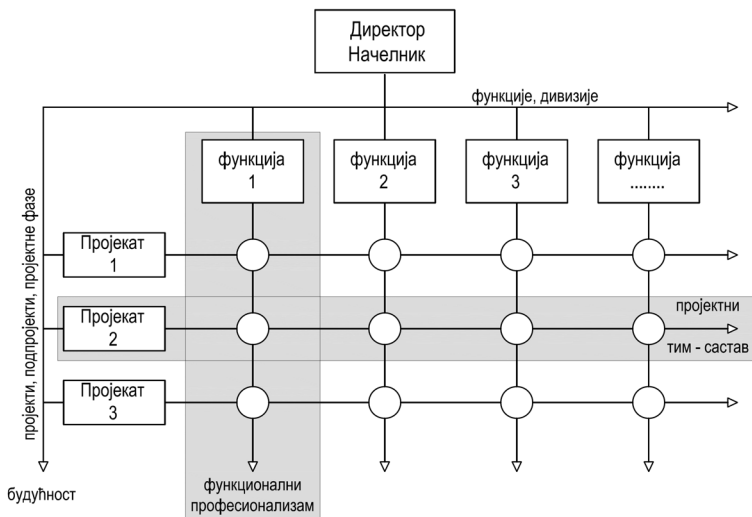 Директор
Начелник
функције, дивизије
функција
1
функција
2
функција
3
функција
........
пројекти, подпројекти, пројектне фазе
Пројекат
1
Пројекат
2
пројектни
тим - састав
Пројекат
3
будућност
функционални
професионализам